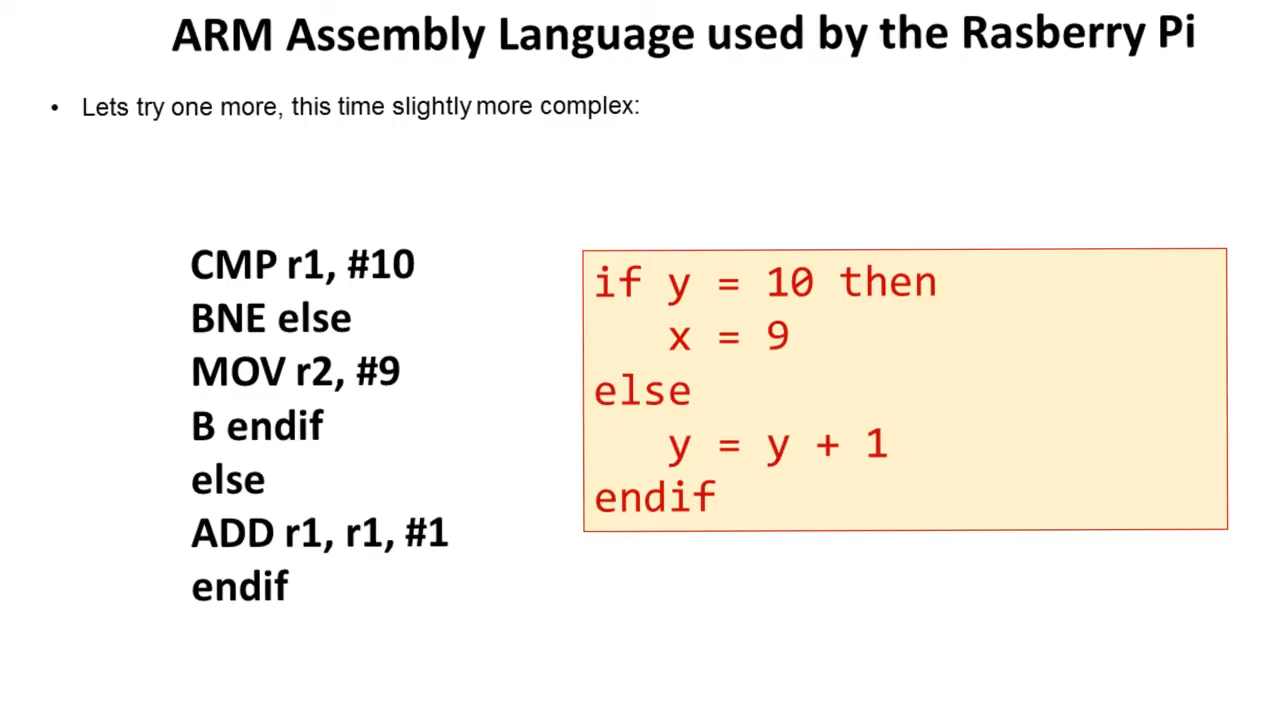 ARM Assembly Language used by the Rasberry Pi
• Lets try one more, this time slightly more complex:
CMP r1, #10
BNE else
MOV r2, #9
B endif
else
ADD r1, r1, #1
endif
if y = 10 then
x = 9
else
y = y + 1
endif